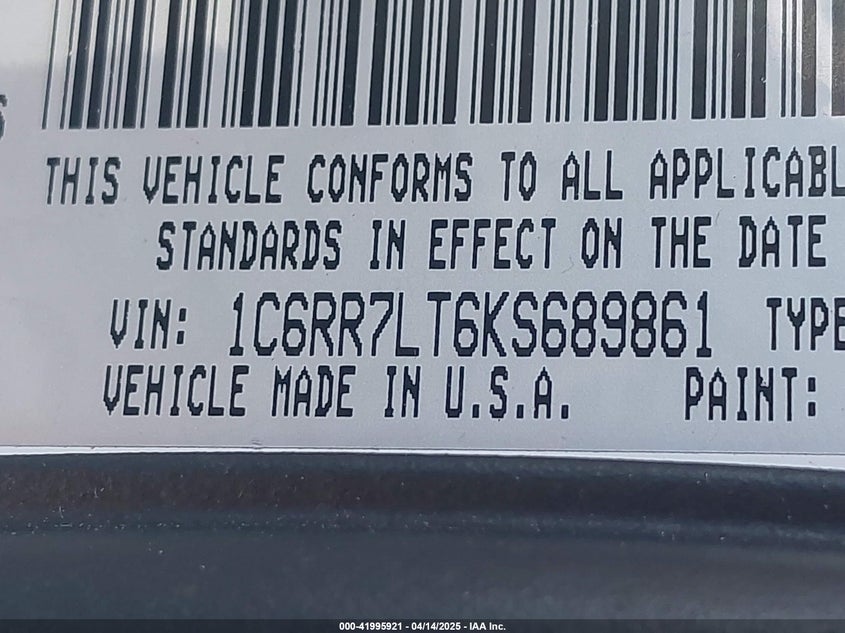 THIS VEHICLE CONFORMS TO ALL APPLICABL
STANDARDS IN EFFECT ON THE DATE
VIN: 1C6RR7LT6KS689861 TYPE
VEHICLE MADE IN U.S.A. PAINT:
000-41995921 - 04/14/2025 - IAA Inc.